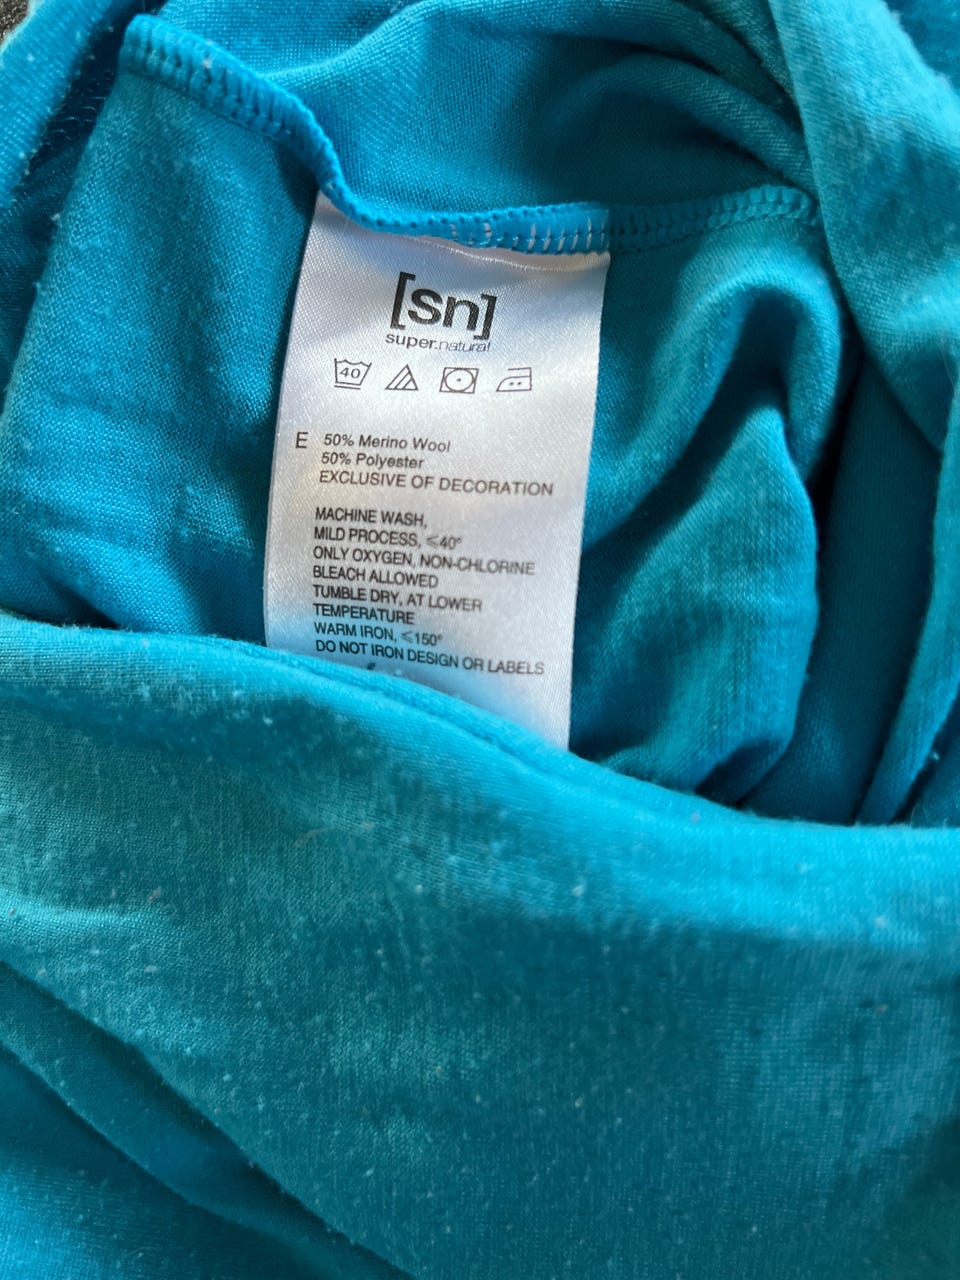 [sn]
super.natural
40
E 50% Merino Wool
50% Polyester
EXCLUSIVE OF DECORATION
MACHINE WASH,
MILD PROCESS, ⩽40°
ONLY OXYGEN, NON-CHLORINE
BLEACH ALLOWED
TUMBLE DRY, AT LOWER
TEMPERATURE
WARM IRON, ⩽150°
DO NOT IRON DESIGN OR LABELS